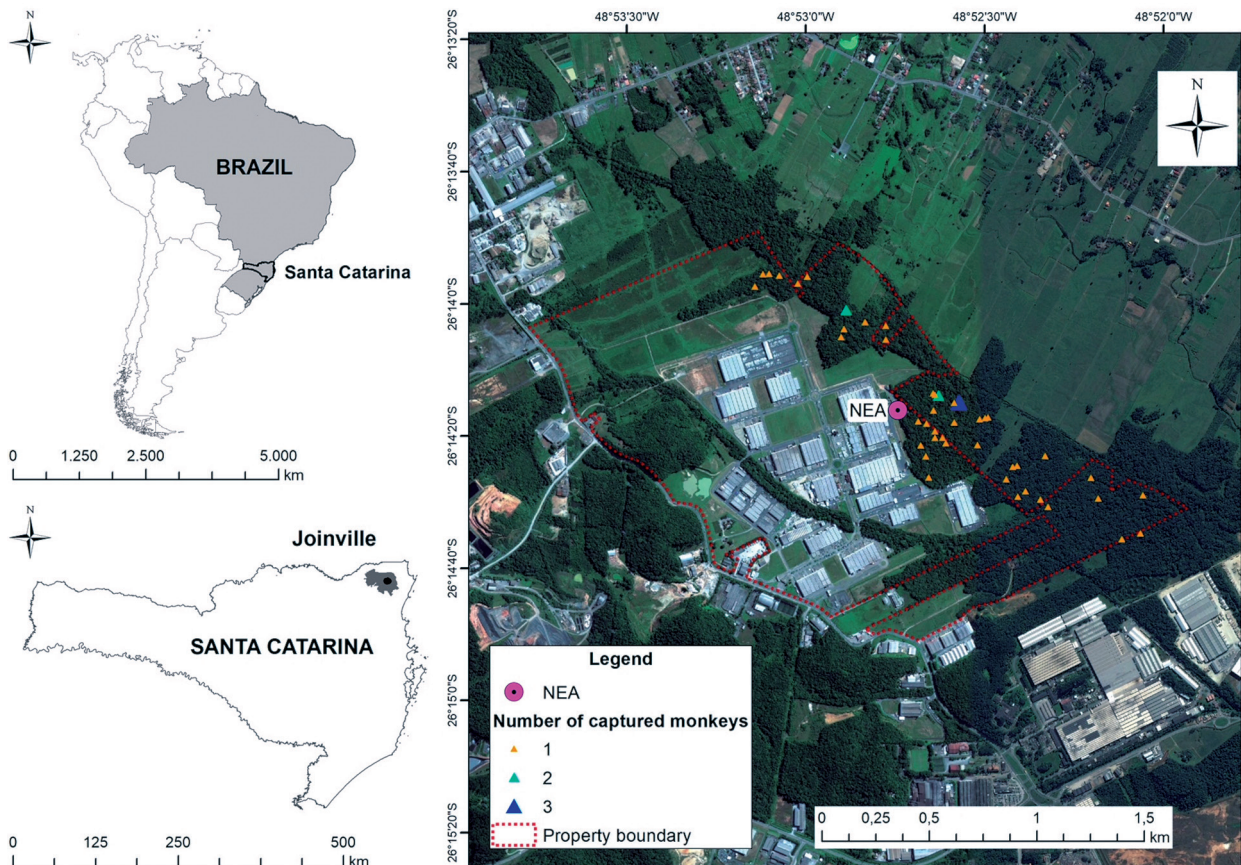 N
BRAZIL
Santa Catarina
0 1.250 2.500 5.000
km
N
Joinville
SANTA CATARINA
0 250 500
km
48°53'30"W 48°53'0"W 48°52'30"W 48°52'0"W
26°13'20"S
26°13'40"S
26°14'0"S
26°14'20"S
26°14'40"S
26°15'0"S
26°15'20"S
N
NEA
Legend
NEA
Number of captured monkeys
1
2
3
Property boundary
0 0,25 0,5 1 1,5
km